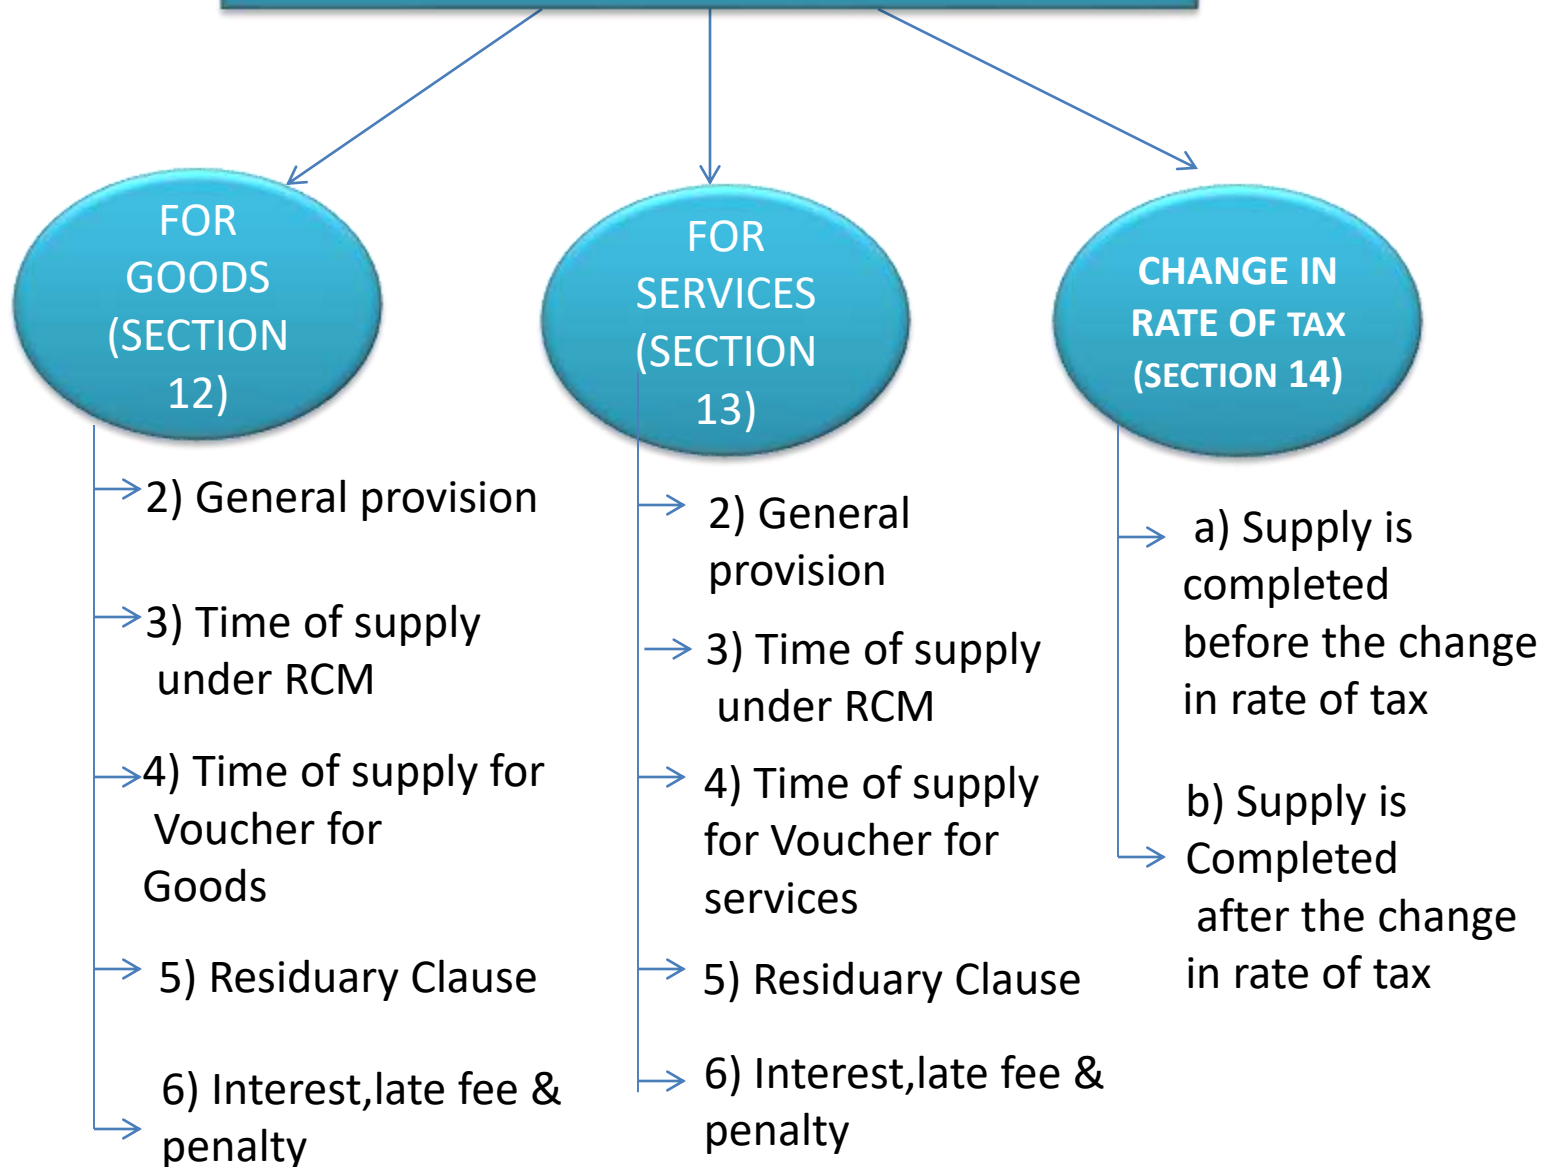 FOR
GOODS
(SECTION
12)
2) General provision
3) Time of supply
under RCM
4) Time of supply for
Voucher for
Goods
5) Residuary Clause
6) Interest,late fee &
penalty
FOR
SERVICES
(SECTION
13)
2) General
provision
3) Time of supply
under RCM
4) Time of supply
for Voucher for
services
5) Residuary Clause
6) Interest,late fee &
penalty
CHANGE IN
RATE OF TAX
(SECTION 14)
a) Supply is
completed
before the change
in rate of tax
b) Supply is
Completed
after the change
in rate of tax